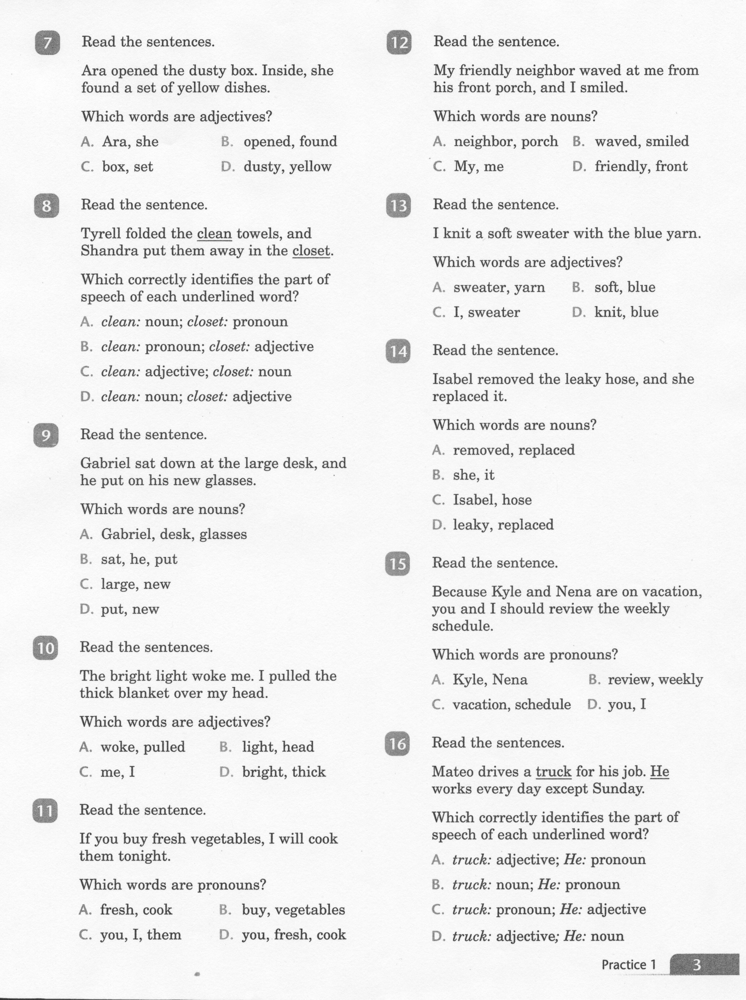 7
Read the sentences.
Ara opened the dusty box. Inside, she
found a set of yellow dishes.
Which words are adjectives?
A. Ara, she
B. opened, found
C. box, set
D. dusty, yellow
8
Read the sentence.
Tyrell folded the clean towels, and
Shandra put them away in the closet.
Which correctly identifies the part of
speech of each underlined word?
A. clean: noun; closet: pronoun
B. clean: pronoun; closet: adjective
C. clean: adjective; closet: noun
D. clean: noun; closet: adjective
9
Read the sentence.
Gabriel sat down at the large desk, and
he put on his new glasses.
Which words are nouns?
A. Gabriel, desk, glasses
B. sat, he, put
C. large, new
D. put, new
10
Read the sentences.
The bright light woke me. I pulled the
thick blanket over my head.
Which words are adjectives?
A. woke, pulled
B. light, head
C. me, I
D. bright, thick
11
Read the sentence.
If you buy fresh vegetables, I will cook
them tonight.
Which words are pronouns?
A. fresh, cook
B. buy, vegetables
C. you, I, them
D. you, fresh, cook
12
Read the sentence.
My friendly neighbor waved at me from
his front porch, and I smiled.
Which words are nouns?
A. neighbor, porch
B. waved, smiled
C. My, me
D. friendly, front
13
Read the sentence.
I knit a soft sweater with the blue yarn.
Which words are adjectives?
A. sweater, yarn
B. soft, blue
C. I, sweater
D. knit, blue
14
Read the sentence.
Isabel removed the leaky hose, and she
replaced it.
Which words are nouns?
A. removed, replaced
B. she, it
C. Isabel, hose
D. leaky, replaced
15
Read the sentence.
Because Kyle and Nena are on vacation,
you and I should review the weekly
schedule.
Which words are pronouns?
A. Kyle, Nena
B. review, weekly
C. vacation, schedule
D. you, I
16
Read the sentences.
Mateo drives a truck for his job. He
works every day except Sunday.
Which correctly identifies the part of
speech of each underlined word?
A. truck: adjective; He: pronoun
B. truck: noun; He: pronoun
C. truck: pronoun; He: adjective
D. truck: adjective; He: noun
Practice 1 3